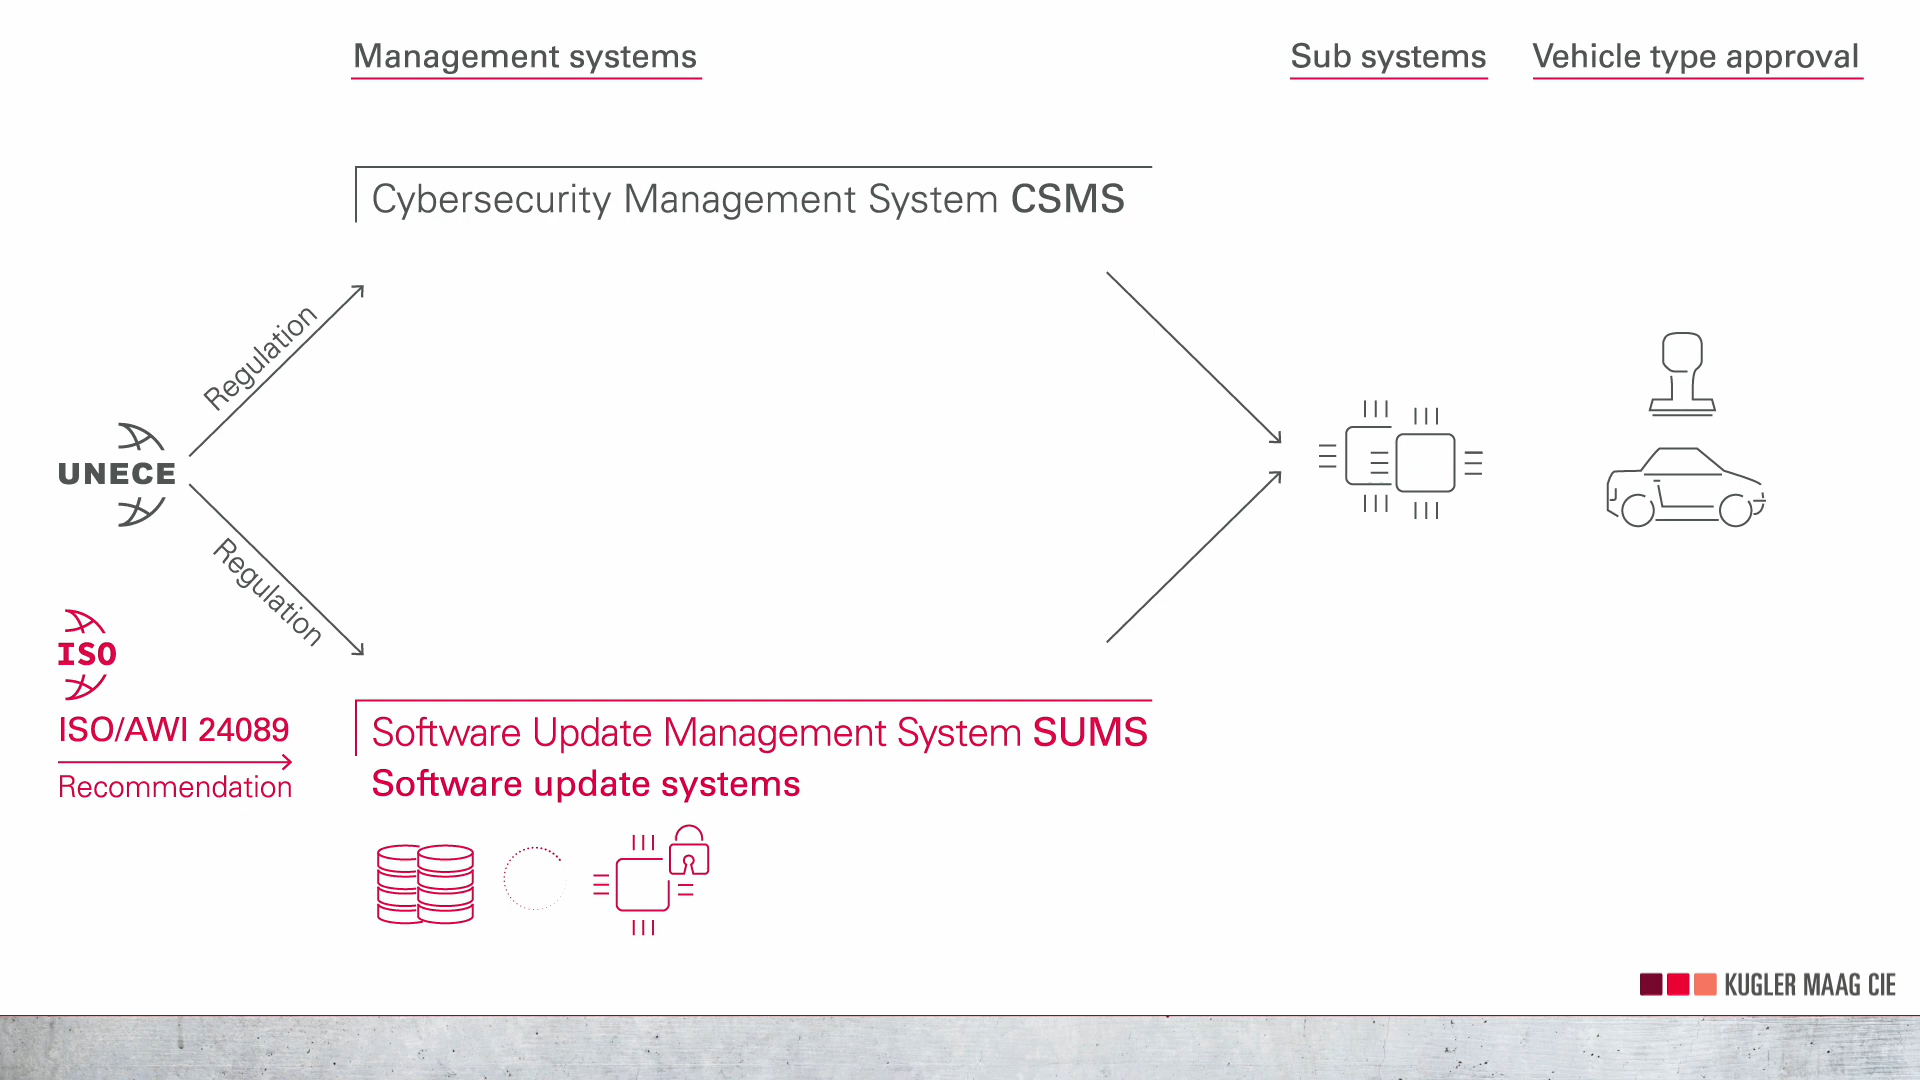 Management systems
Sub systems
Vehicle type approval
Cybersecurity Management System CSMS
Regulation
UNECE
Regulation
ISO
ISO/AWI 24089
Recommendation
Software Update Management System SUMS
Software update systems
KUGLER MAAG CIE